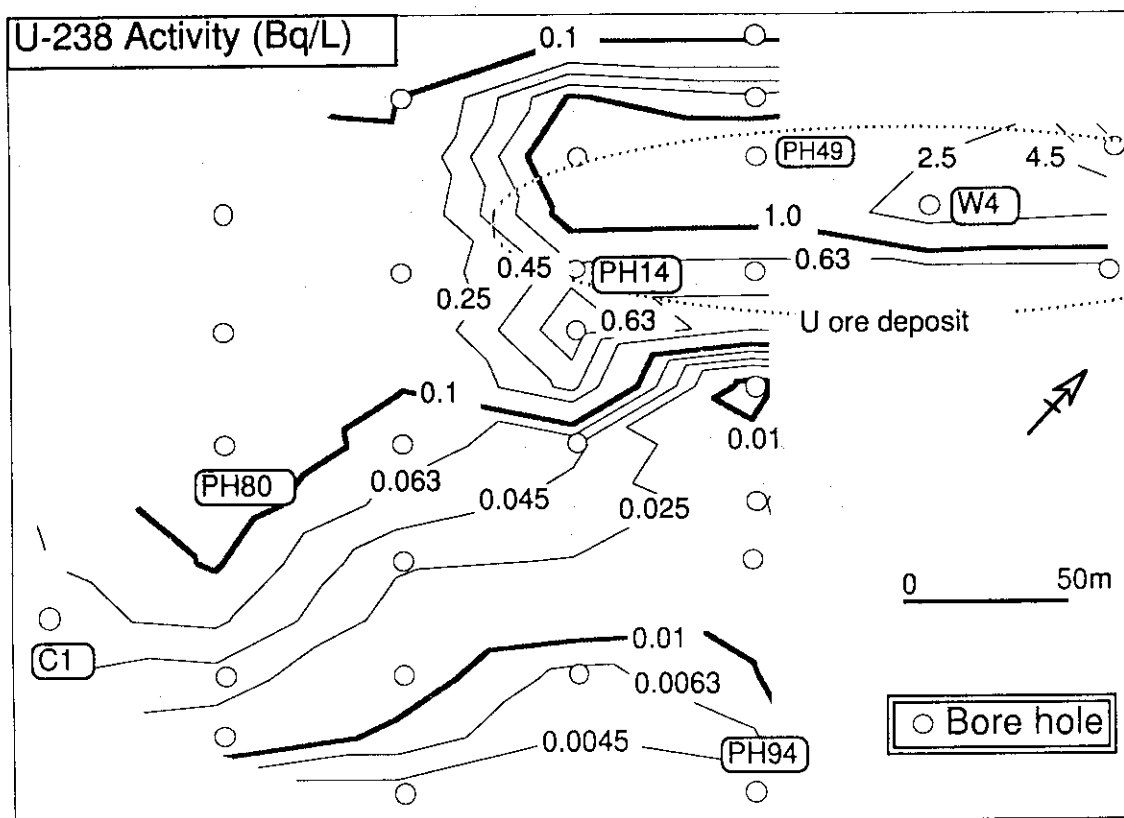 U-238 Activity (Bq/L)
0.1
PH49
2.5
4.5
W4
1.0
0.45
PH14
0.63
0.25
0.63
U ore deposit
0.1
0.01
PH80
0.063
0.045
0.025
0
50m
C1
0.01
0.0063
Bore hole
0.0045
PH94